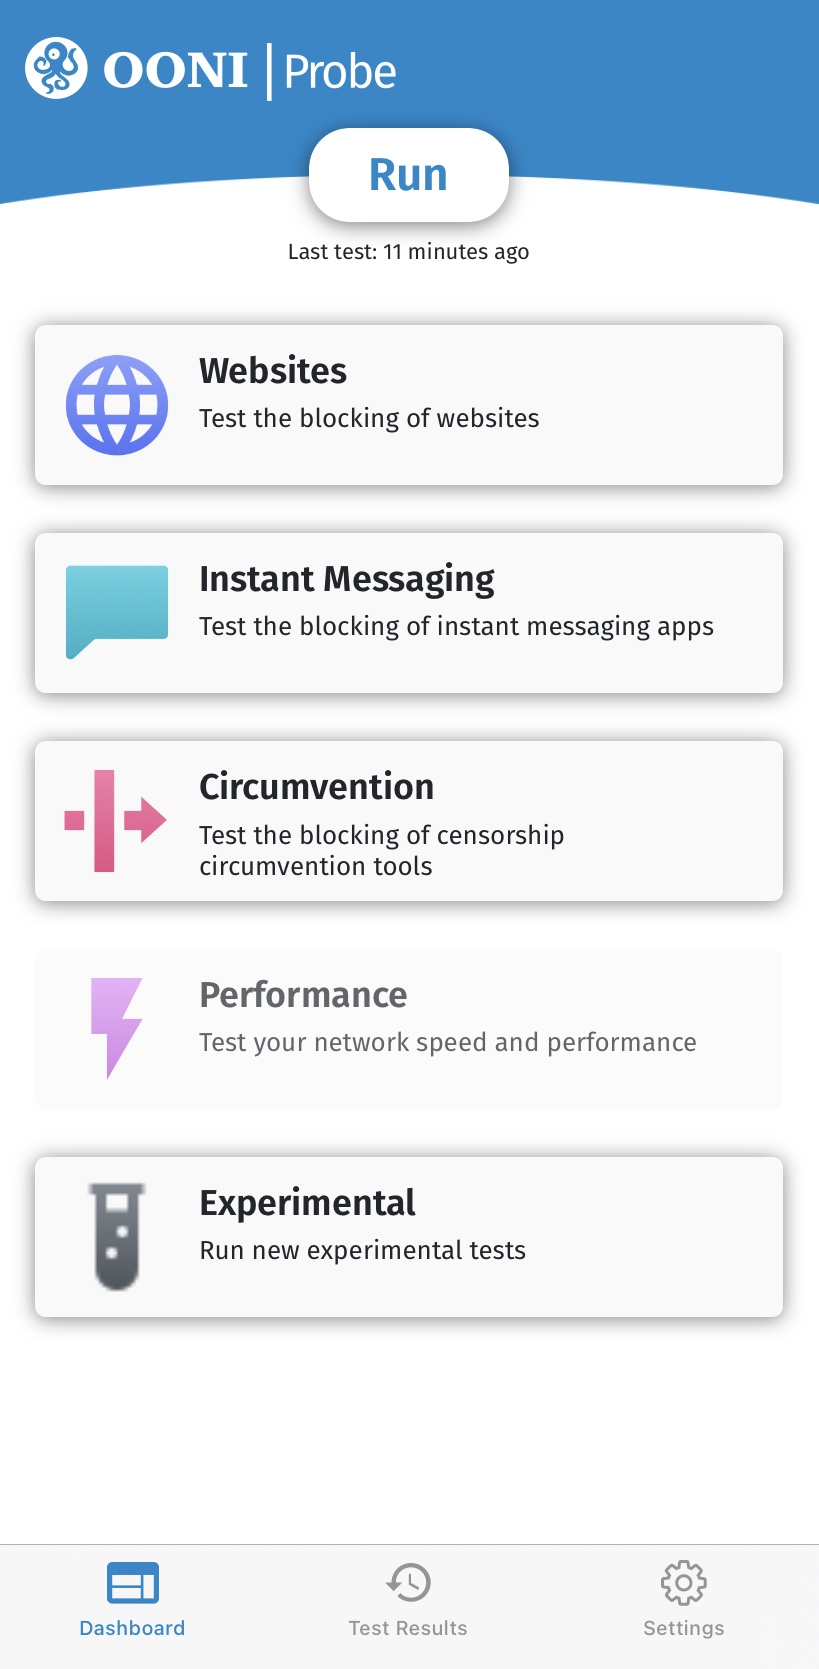 OONI | Probe
Run
Last test: 11 minutes ago
Websites
Test the blocking of websites
Instant Messaging
Test the blocking of instant messaging apps
Circumvention
Test the blocking of censorship
circumvention tools
Performance
Test your network speed and performance
Experimental
Run new experimental tests
Dashboard
Test Results
Settings